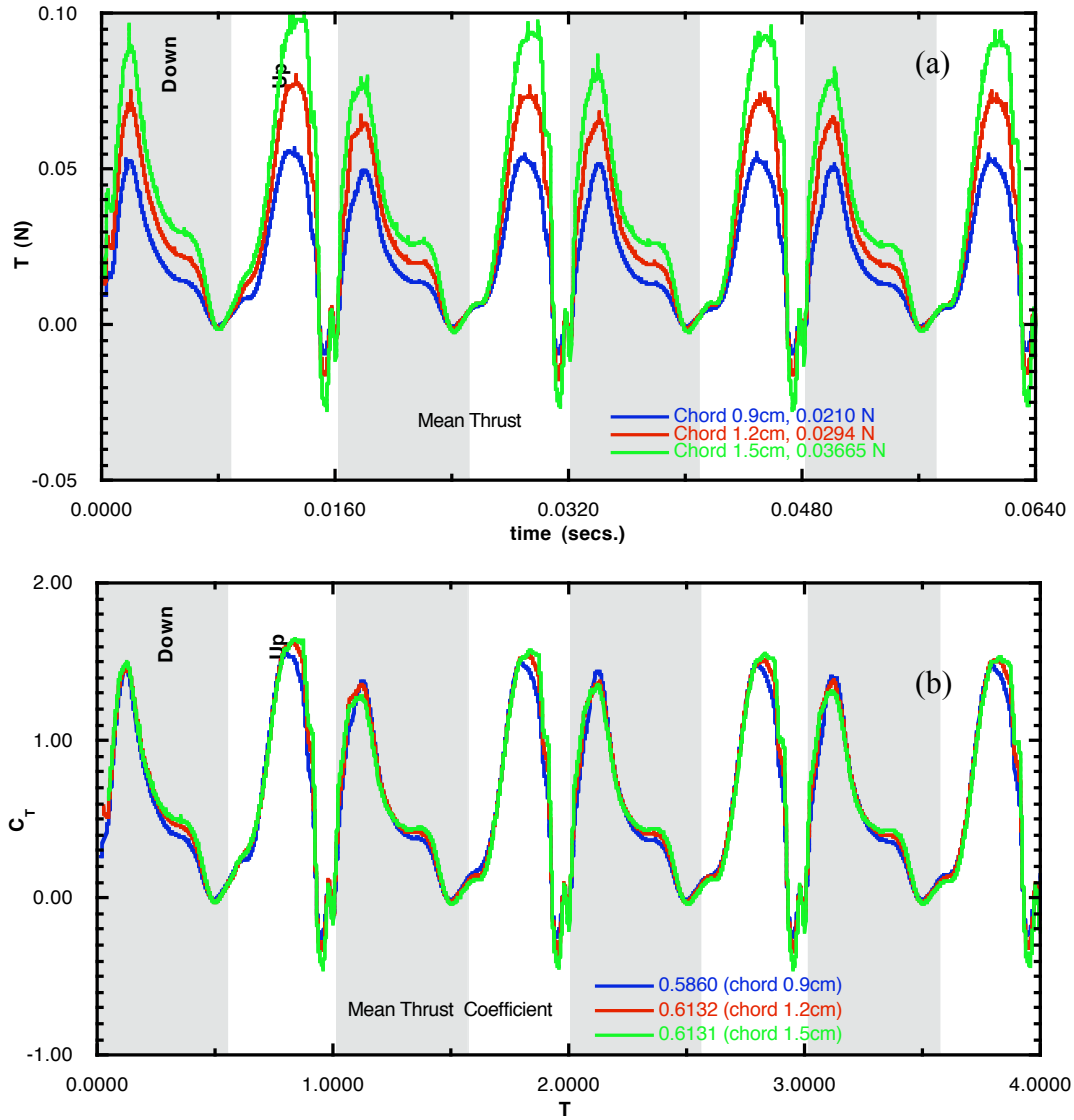 0.10
0.05
0.00
-0.05
T (N)
Down
Up
(a)
Mean Thrust
Chord 0.9cm, 0.0210 N
Chord 1.2cm, 0.0294 N
Chord 1.5cm, 0.03665 N
0.0000 0.0160 0.0320 0.0480 0.0640
time (secs.)
2.00
1.00
0.00
-1.00
C_T
Down
Up
(b)
Mean Thrust Coefficient
0.5860 (chord 0.9cm)
0.6132 (chord 1.2cm)
0.6131 (chord 1.5cm)
0.0000 1.0000 2.0000 3.0000 4.0000
T